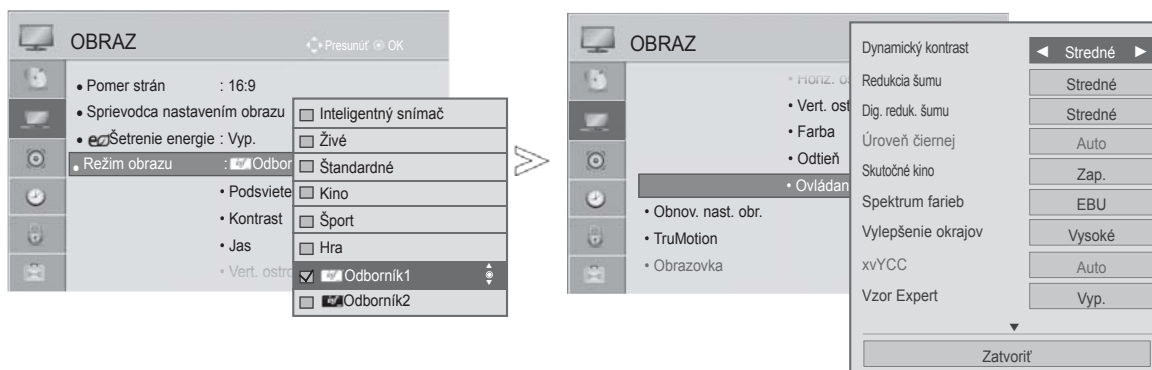 OBRAZ
Presunúť OK
• Pomer strán : 16:9
• Sprievodca nastavením obrazu
• Šetrenie energie : Vyp.
• Režim obrazu : Odbor
• Podsviete
• Kontrast
• Jas
• Vert. ostro
Inteligentný snímač
Živé
Štandardné
Kino
Šport
Hra
Odborník1
Odborník2
OBRAZ
• Horiz. os
• Vert. ost
• Farba
• Odtieň
• Ovládan
• Obnov. nast. obr.
• TruMotion
• Obrazovka
Dynamický kontrast ◄ Stredné ►
Redukcia šumu Stredné
Dig. reduk. šumu Stredné
Úroveň čiernej Auto
Skutočné kino Zap.
Spektrum farieb EBU
Vylepšenie okrajov Vysoké
xvYCC Auto
Vzor Expert Vyp.
Zatvoriť